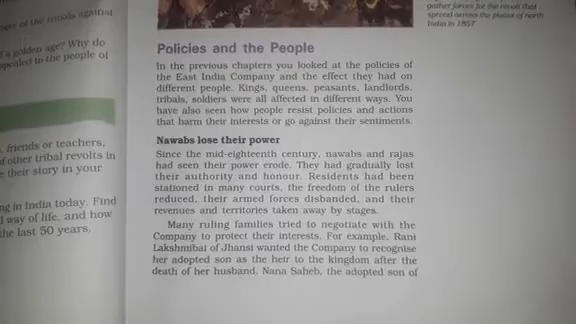 nger of the tribals against
a golden age? Why do
appealed to the people of
friends or teachers,
of other tribal revolts in
their story in your
ng in India today. Find
way of life, and how
the last 50 years.
gather forces for the revolt that
spread across the plains of north
India in 1857
Policies and the People
In the previous chapters you looked at the policies of
the East India Company and the effect they had on
different people. Kings, queens, peasants, landlords,
tribals, soldiers were all affected in different ways. You
have also seen how people resist policies and actions
that harm their interests or go against their sentiments.
Nawabs lose their power
Since the mid-eighteenth century, nawabs and rajas
had seen their power erode. They had gradually lost
their authority and honour. Residents had been
stationed in many courts, the freedom of the rulers
reduced, their armed forces disbanded, and their
revenues and territories taken away by stages.
Many ruling families tried to negotiate with the
Company to protect their interests. For example, Rani
Lakshmibai of Jhansi wanted the Company to recognise
her adopted son as the heir to the kingdom after the
death of her husband. Nana Saheb, the adopted son of